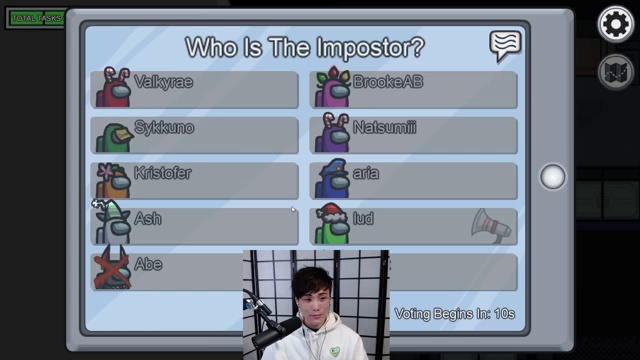 TOTAL TASKS
Who Is The Impostor?
Valkyrae
BrookeAB
Sykkuno
Natsumiii
Kristofer
aria
Ash
lud
Abe
Voting Begins In: 10s